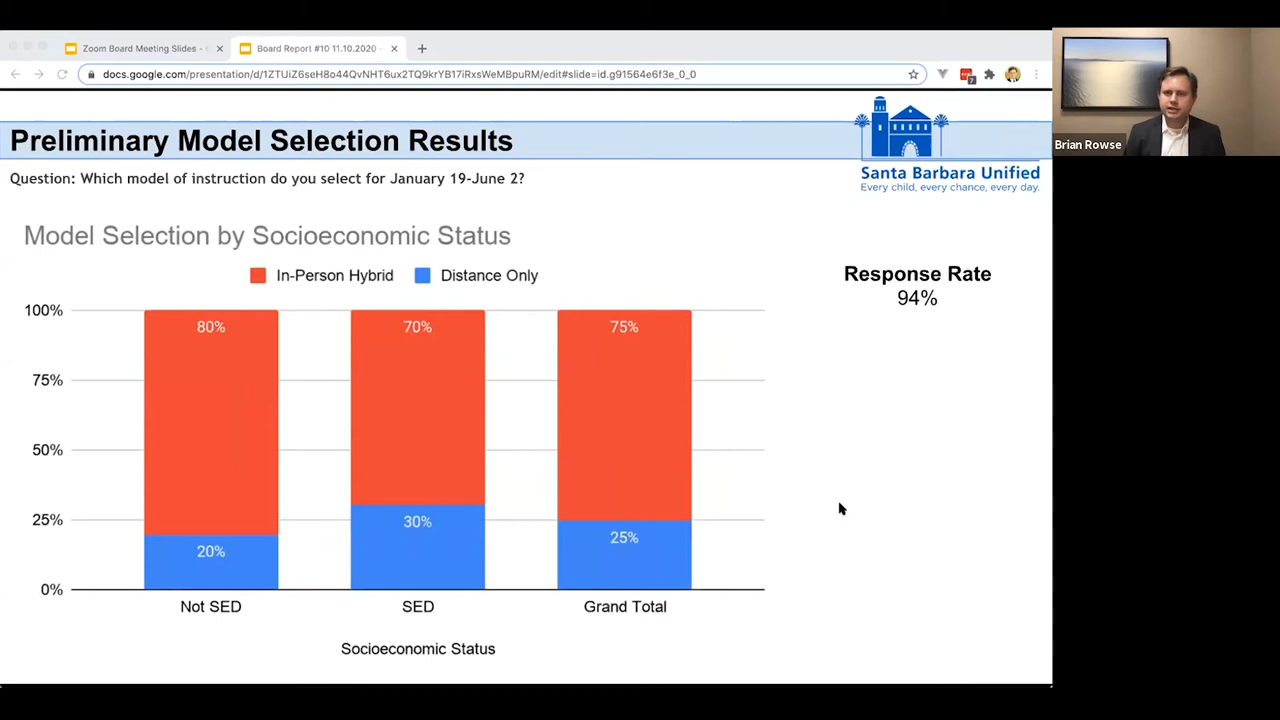 Zoom Board Meeting Slides -
Board Report #10 11.10.2020 -
docs.google.com/presentation/d/1ZTUiZ6seH8o44QvNHT6ux2TQ9krYB17iRxsWeMBpuRM/edit#slide=id.g91564e6f3e_0_0
7
Brian Rowse
Preliminary Model Selection Results
Question: Which model of instruction do you select for January 19-June 2?
Santa Barbara Unified
Every child, every chance, every day.
Model Selection by Socioeconomic Status
In-Person Hybrid
Distance Only
Response Rate
94%
100%
75%
50%
25%
0%
80%
70%
75%
20%
30%
25%
Not SED
SED
Grand Total
Socioeconomic Status